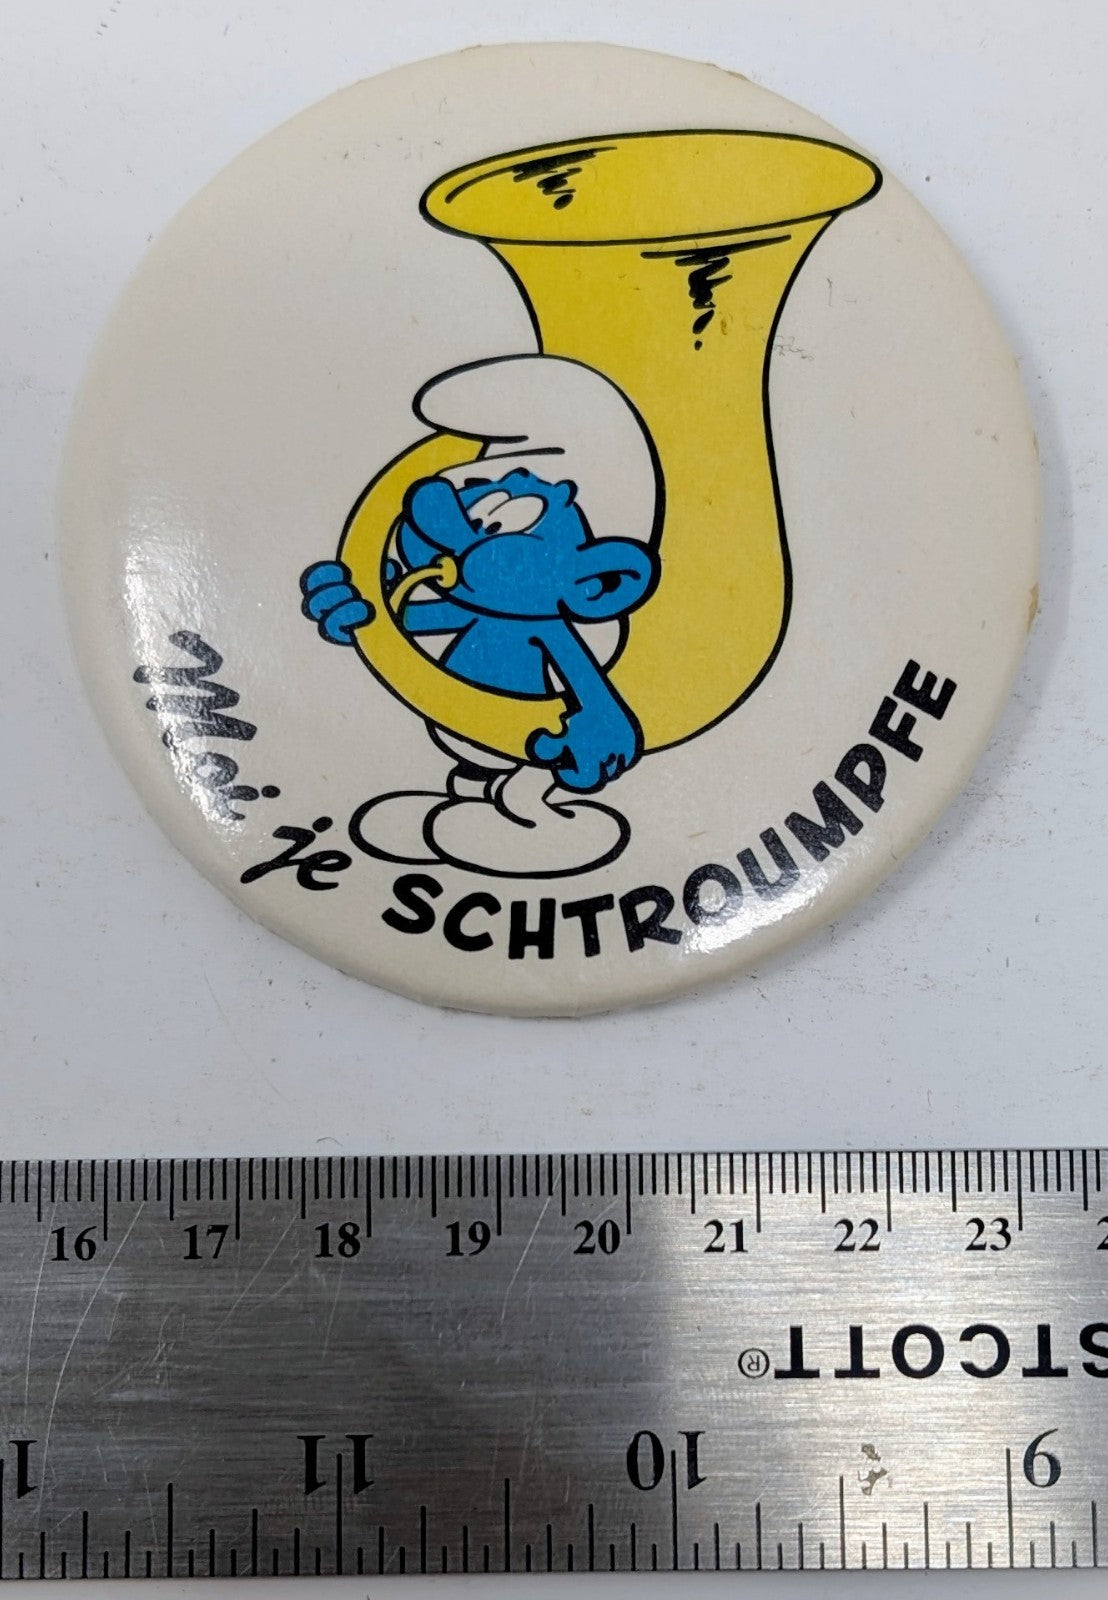 Moi je SCHTROUMPFE
16 17 18 19 20 21 22 23
STCOTT®
11 10 9